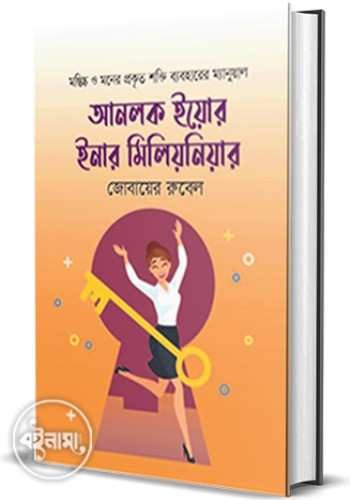 মস্তিষ্ক ও মনের প্রকৃত শক্তি ব্যবহারের ম্যানুয়াল
আনলক ইয়োর
ইনার মিলিয়নিয়ার
জোবায়ের রুবেল
বইনামা